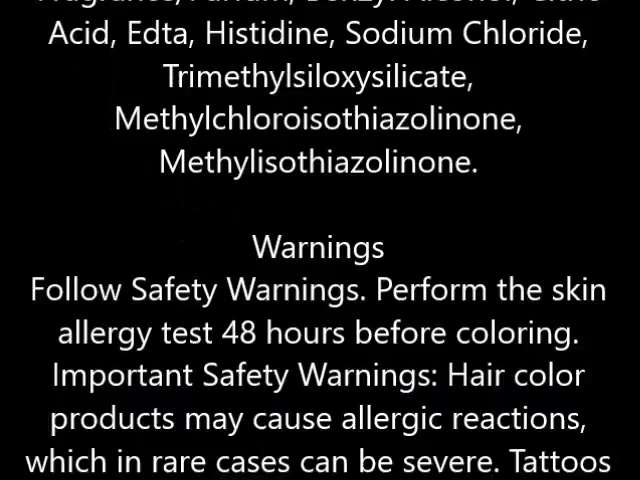 Acid, Edta, Histidine, Sodium Chloride,
Trimethylsiloxysilicate,
Methylchloroisothiazolinone,
Methylisothiazolinone.
Warnings
Follow Safety Warnings. Perform the skin
allergy test 48 hours before coloring.
Important Safety Warnings: Hair color
products may cause allergic reactions,
which in rare cases can be severe. Tattoos